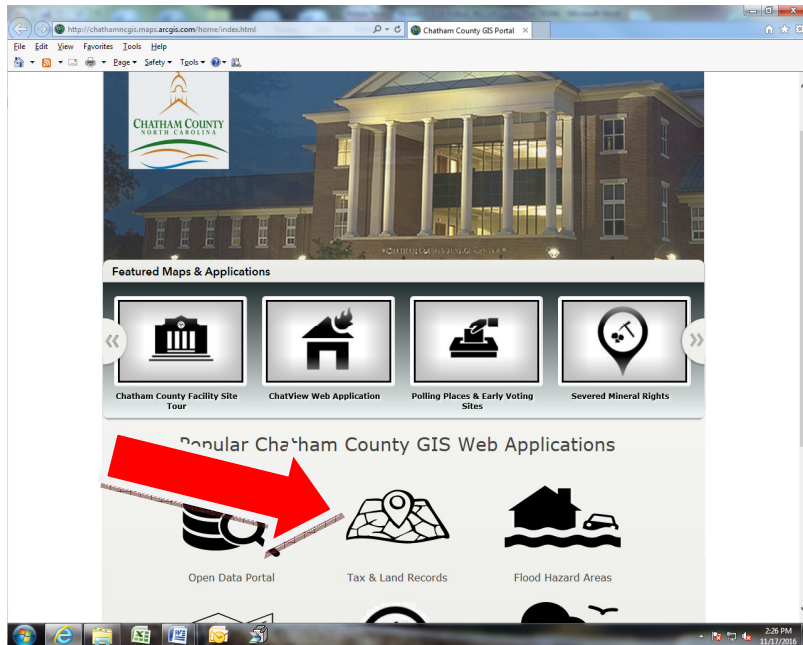 http://chathamncgis.maps.arcgis.com/home/index.html
Chatham County GIS Portal
File Edit View Favorites Tools Help
Page Safety Tools
CHATHAM COUNTY
NORTH CAROLINA
Featured Maps & Applications
Chatham County Facility Site
Tour
ChatView Web Application
Polling Places & Early Voting
Sites
Severed Mineral Rights
Popular Chatham County GIS Web Applications
Open Data Portal
Tax & Land Records
Flood Hazard Areas
2:26 PM
11/17/2016